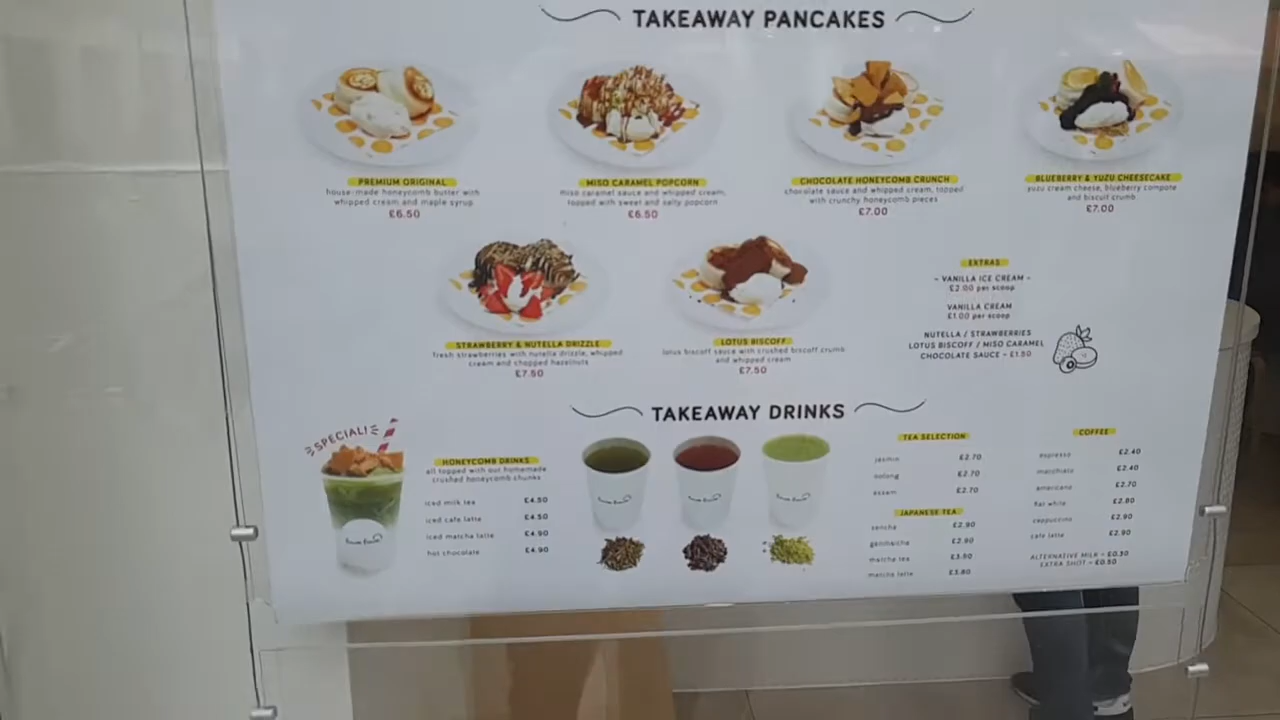 TAKEAWAY PANCAKES
PREMIUM ORIGINAL
house-made honeycomb butter with
whipped cream and maple syrup
£6.50
MISO CARAMEL POPCORN
miso caramel sauce and whipped cream,
topped with sweet and salty popcorn
£6.50
CHOCOLATE HONEYCOMB CRUNCH
chocolate sauce and whipped cream, topped
with crunchy honeycomb pieces
£7.00
BLUEBERRY & YUZU CHEESECAKE
yuzu cream cheese, blueberry compote
and biscuit crumb
£7.00
STRAWBERRY & NUTELLA DRIZZLE
fresh strawberries with nutella drizzle, whipped
cream and chopped hazelnuts
£7.50
LOTUS BISCOFF
lotus biscoff sauce with crushed biscoff crumb
and whipped cream
£7.50
EXTRAS
~ VANILLA ICE CREAM ~
£2.00 per scoop
VANILLA CREAM
£1.00 per scoop
NUTELLA / STRAWBERRIES
LOTUS BISCOFF / MISO CARAMEL
CHOCOLATE SAUCE ~ £1.50
TAKEAWAY DRINKS
SPECIAL!
HONEYCOMB DRINKS
all topped with our homemade
crushed honeycomb chunks
iced milk tea £4.50
iced cafe latte £4.50
iced matcha latte £4.90
hot chocolate £4.90
TEA SELECTION
jasmin £2.70
oolong £2.70
assam £2.70
JAPANESE TEA
sencha £2.90
genmaicha £2.90
matcha tea £3.50
matcha latte £3.80
COFFEE
espresso £2.40
macchiato £2.40
americano £2.70
flat white £2.80
cappuccino £2.90
cafe latte £2.90
ALTERNATIVE MILK ~ £0.30
EXTRA SHOT ~ £0.50